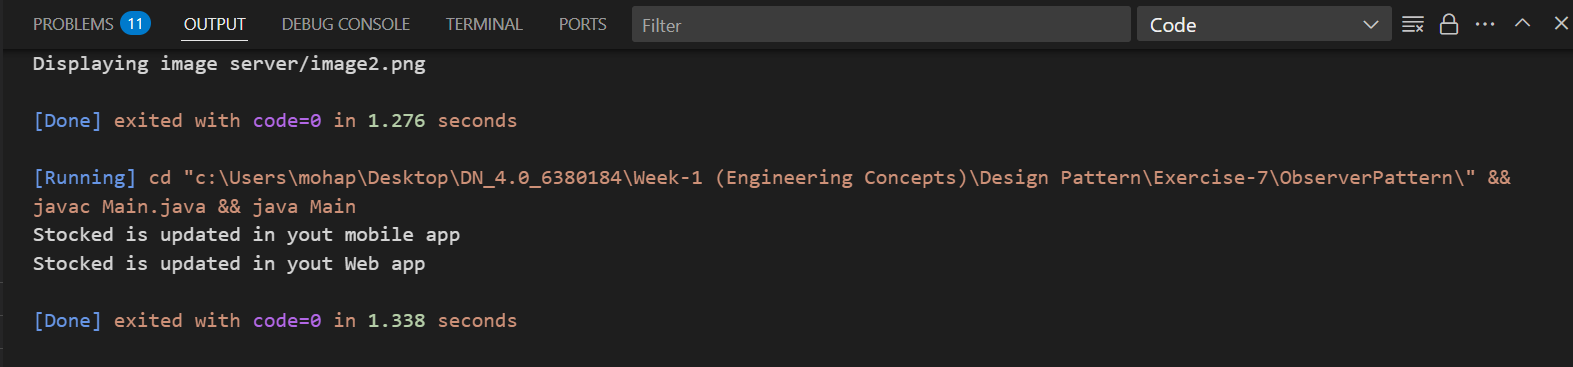 PROBLEMS 11 OUTPUT DEBUG CONSOLE TERMINAL PORTS Filter Code
Displaying image server/image2.png
[Done] exited with code=0 in 1.276 seconds
[Running] cd "c:\Users\mohap\Desktop\DN_4.0_6380184\Week-1 (Engineering Concepts)\Design Pattern\Exercise-7\ObserverPattern\" &&
javac Main.java && java Main
Stocked is updated in yout mobile app
Stocked is updated in yout Web app
[Done] exited with code=0 in 1.338 seconds